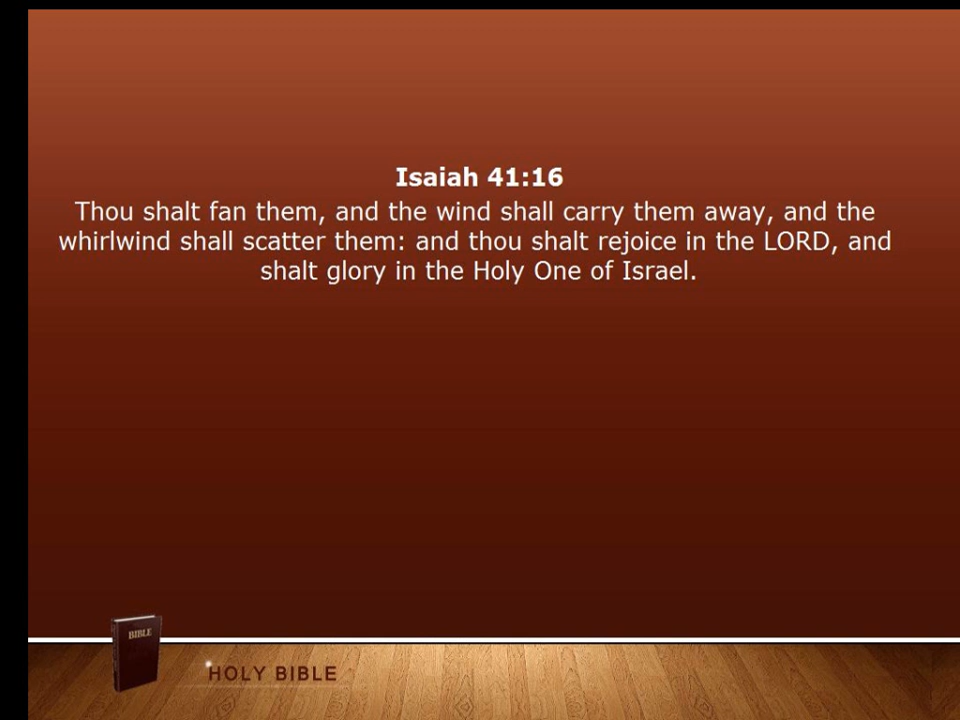 Isaiah 41:16
Thou shalt fan them, and the wind shall carry them away, and the
whirlwind shall scatter them: and thou shalt rejoice in the LORD, and
shalt glory in the Holy One of Israel.
BIBLE
HOLY BIBLE